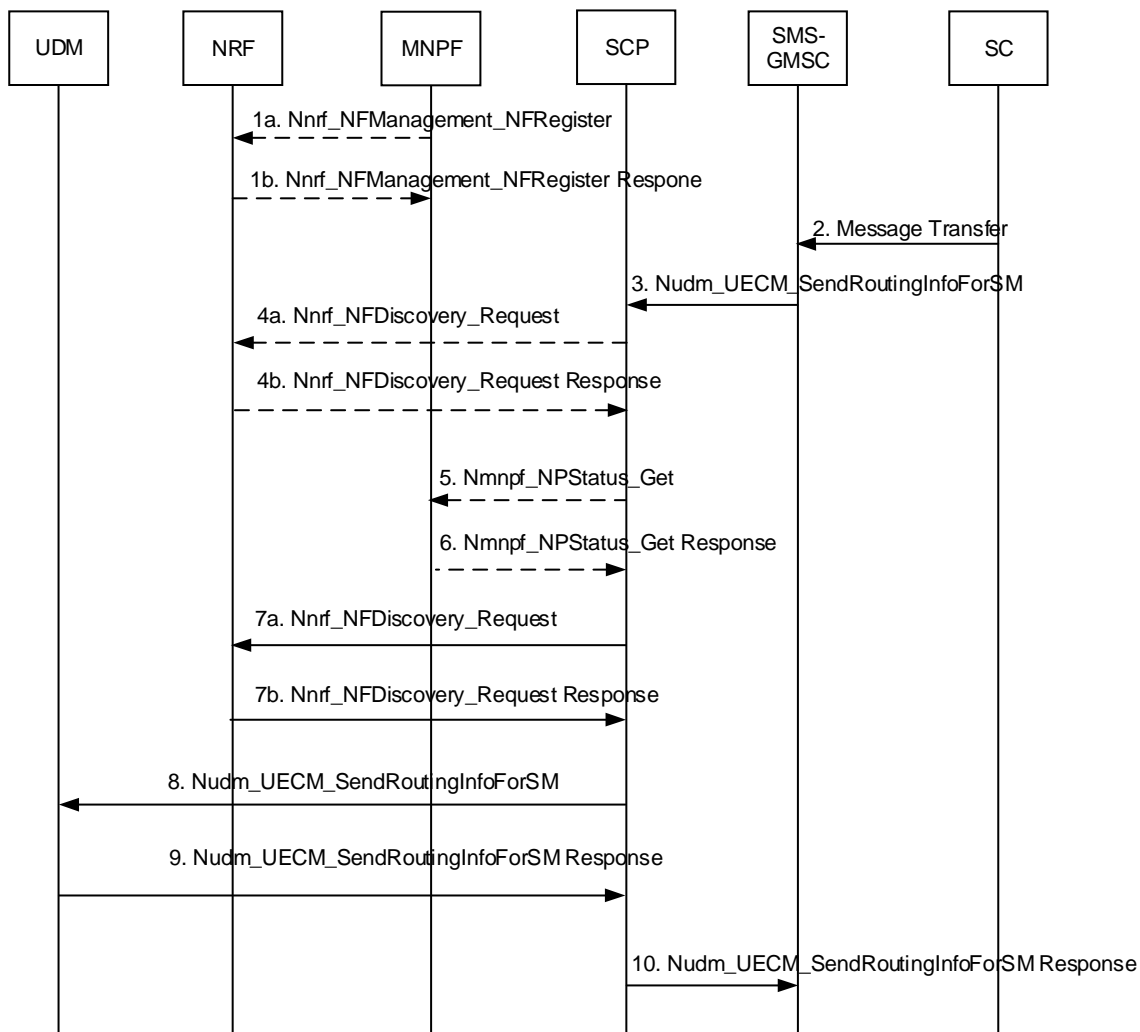 UDM
NRF
MNPF
SCP
SMS-
GMSC
SC
1a. Nnrf_NFManagement_NFRegister
1b. Nnrf_NFManagement_NFRegister Respone
2. Message Transfer
3. Nudm_UECM_SendRoutingInfoForSM
4a. Nnrf_NFDiscovery_Request
4b. Nnrf_NFDiscovery_Request Response
5. Nmnpf_NPStatus_Get
6. Nmnpf_NPStatus_Get Response
7a. Nnrf_NFDiscovery_Request
7b. Nnrf_NFDiscovery_Request Response
8. Nudm_UECM_SendRoutingInfoForSM
9. Nudm_UECM_SendRoutingInfoForSM Response
10. Nudm_UECM_SendRoutingInfoForSM Response